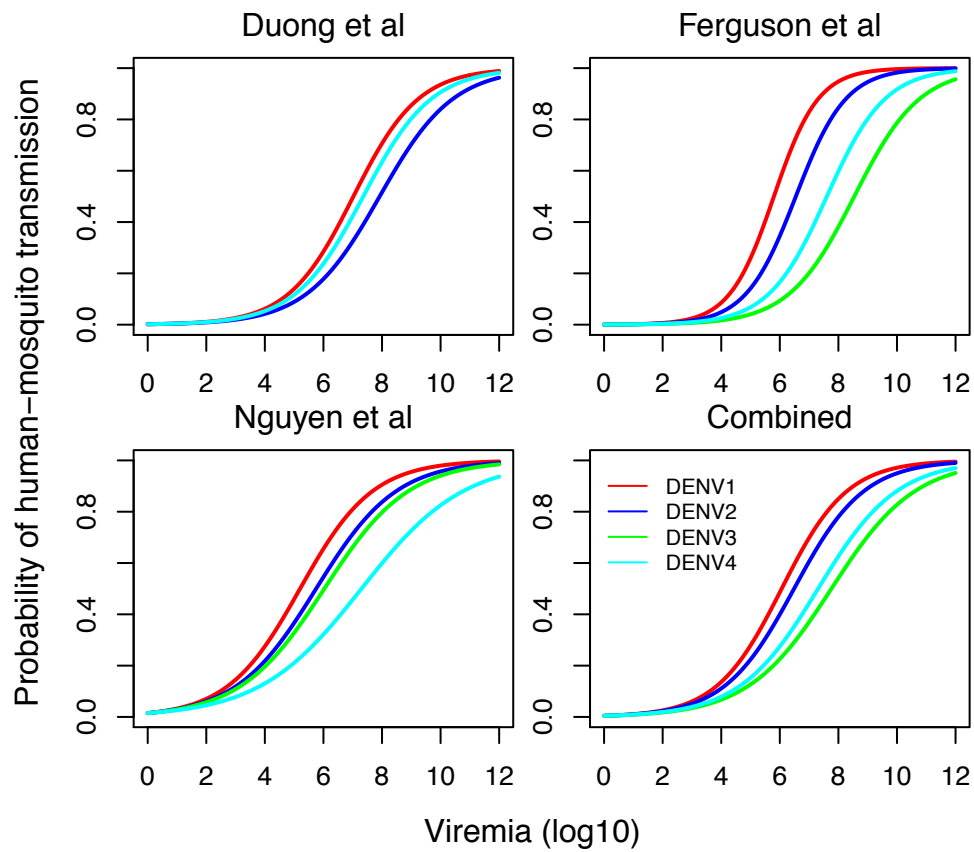 Duong et al
Ferguson et al
Probability of human−mosquito transmission
0.0 0.4 0.8
0 2 4 6 8 10 12
0.0 0.4 0.8
0 2 4 6 8 10 12
Nguyen et al
Combined
0.0 0.4 0.8
0 2 4 6 8 10 12
0.0 0.4 0.8
DENV1
DENV2
DENV3
DENV4
0 2 4 6 8 10 12
Viremia (log10)